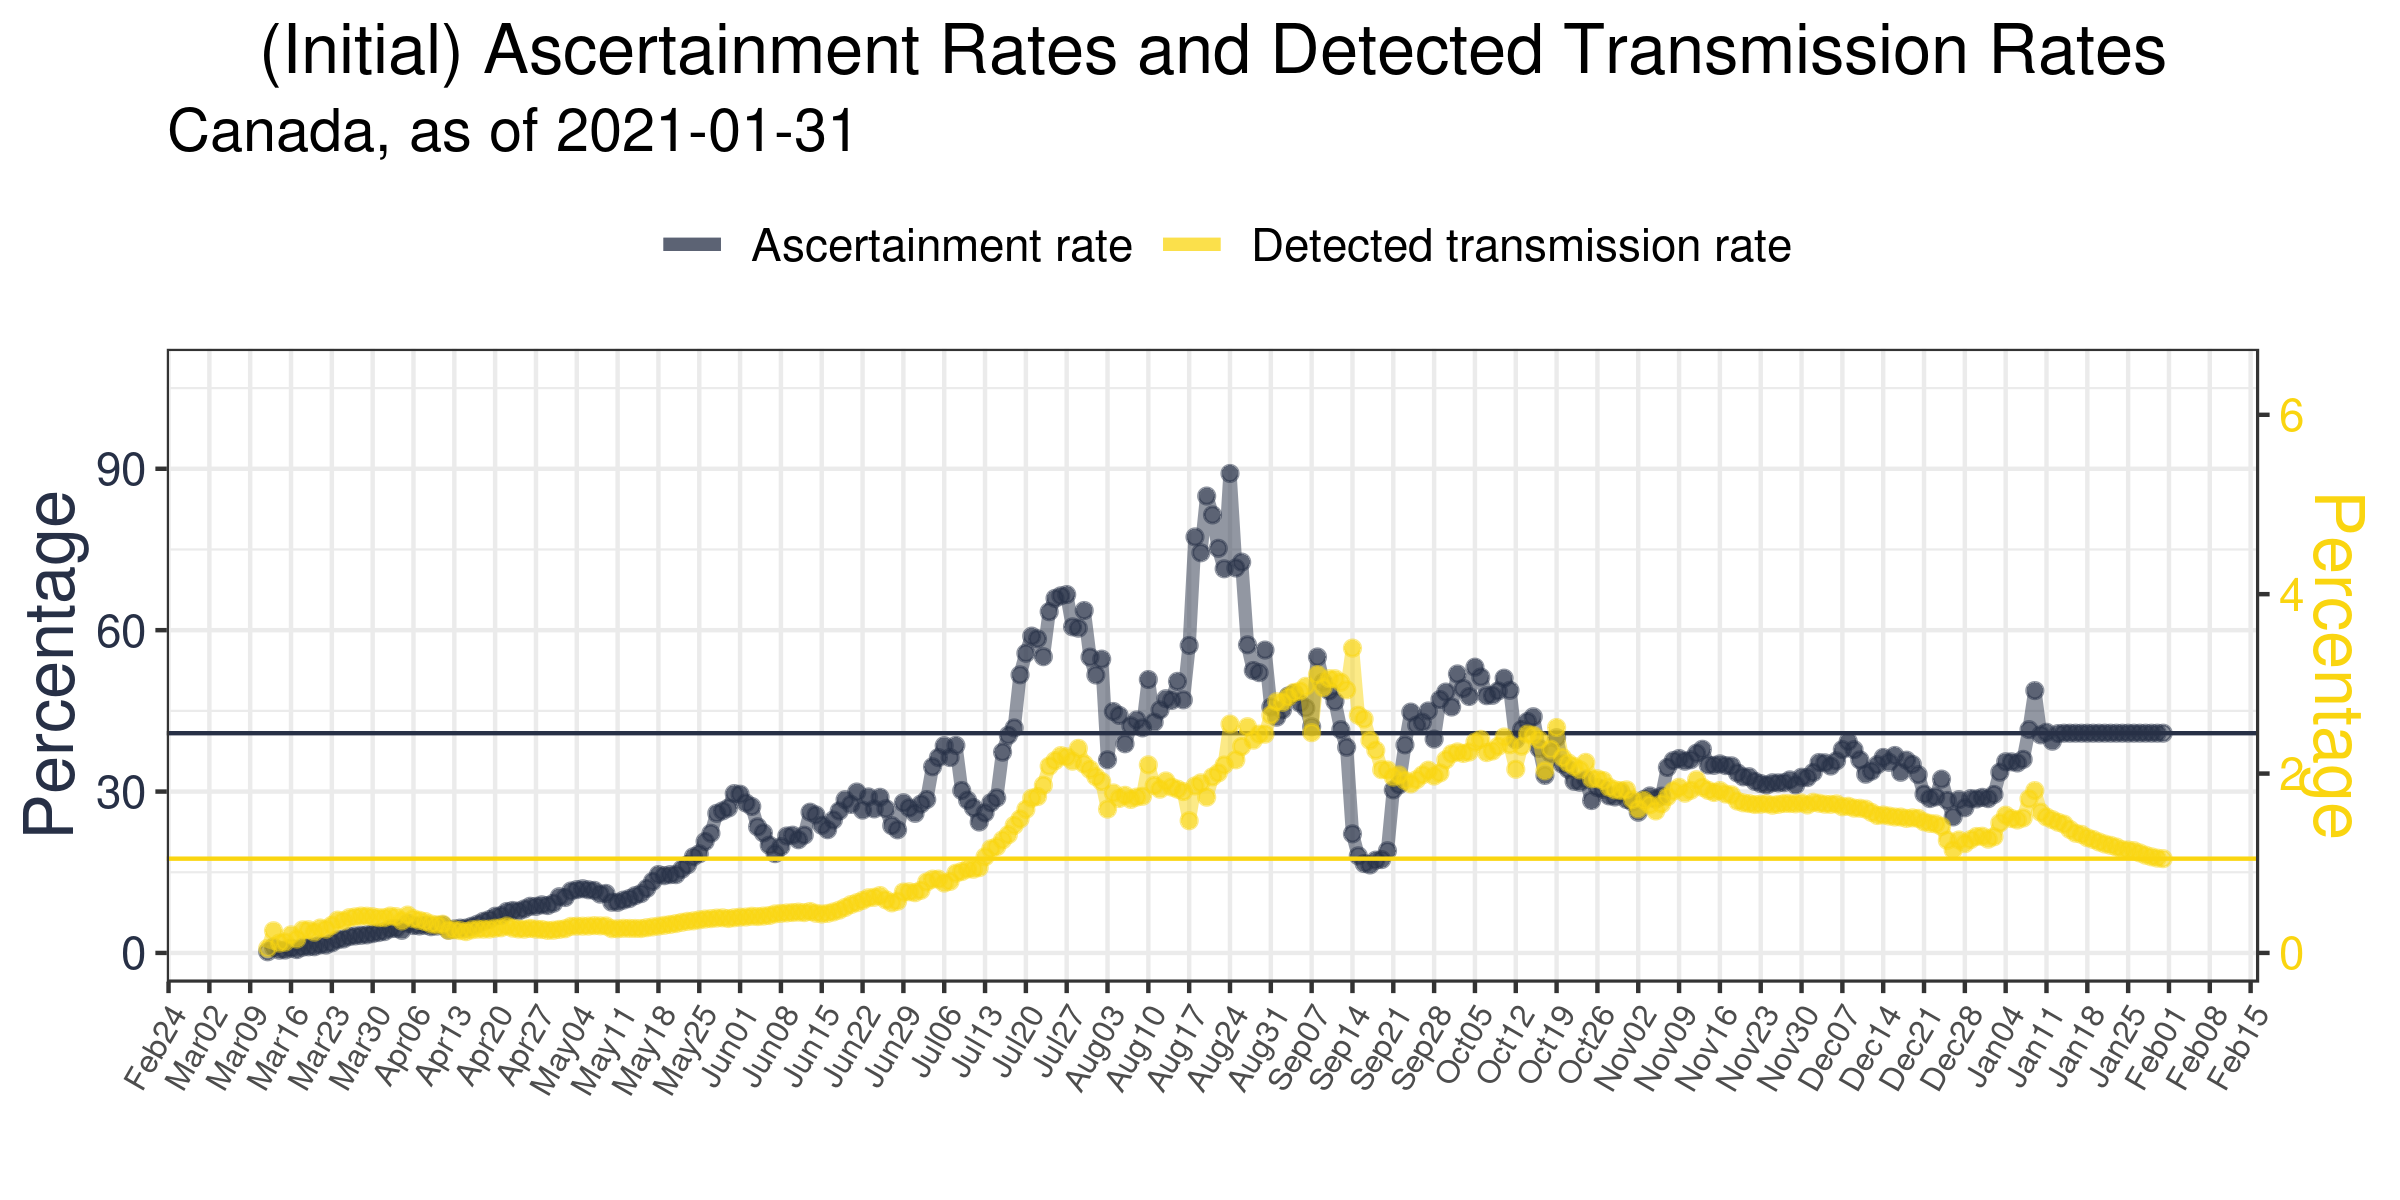 (Initial) Ascertainment Rates and Detected Transmission Rates
Canada, as of 2021-01-31
Ascertainment rate
Detected transmission rate
Percentage
90
60
30
0
6
4
2
0
Percentage
Feb24
Mar02
Mar09
Mar16
Mar23
Mar30
Apr06
Apr13
Apr20
Apr27
May04
May11
May18
May25
Jun01
Jun08
Jun15
Jun22
Jun29
Jul06
Jul13
Jul20
Jul27
Aug03
Aug10
Aug17
Aug24
Aug31
Sep07
Sep14
Sep21
Sep28
Oct05
Oct12
Oct19
Oct26
Nov02
Nov09
Nov16
Nov23
Nov30
Dec07
Dec14
Dec21
Dec28
Jan04
Jan11
Jan18
Jan25
Feb01
Feb08
Feb15